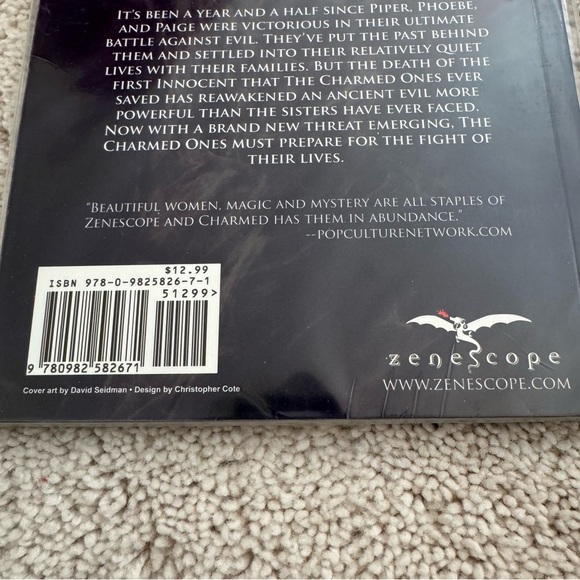 It's been a year and a half since Piper, Phoebe,
and Paige were victorious in their ultimate
battle against evil. They've put the past behind
them and settled into their relatively quiet
lives with their families. But the death of the
first Innocent that The Charmed Ones ever
saved has reawakened an ancient evil more
powerful than the sisters have ever faced.
Now with a brand new threat emerging, The
Charmed Ones must prepare for the fight of
their lives.
"Beautiful women, magic and mystery are all staples of
Zenescope and Charmed has them in abundance."
--popculturenetwork.com
$12.99
ISBN 978-0-9825826-7-1
51299>
9 780982 582671
zenescope
www.zenescope.com
Cover art by David Seidman • Design by Christopher Cote